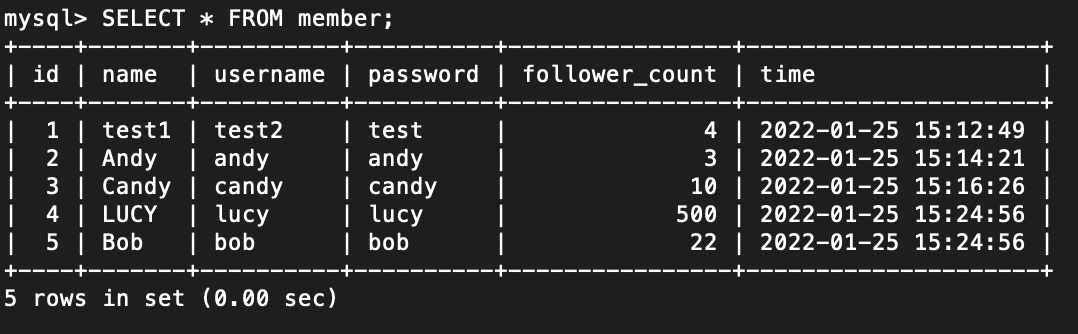 mysql> SELECT * FROM member;
+----+-------+----------+----------+----------------+---------------------+
| id | name  | username | password | follower_count | time                |
+----+-------+----------+----------+----------------+---------------------+
|  1 | test1 | test2    | test     |              4 | 2022-01-25 15:12:49 |
|  2 | Andy  | andy     | andy     |              3 | 2022-01-25 15:14:21 |
|  3 | Candy | candy    | candy    |             10 | 2022-01-25 15:16:26 |
|  4 | LUCY  | lucy     | lucy     |            500 | 2022-01-25 15:24:56 |
|  5 | Bob   | bob      | bob      |             22 | 2022-01-25 15:24:56 |
+----+-------+----------+----------+----------------+---------------------+
5 rows in set (0.00 sec)